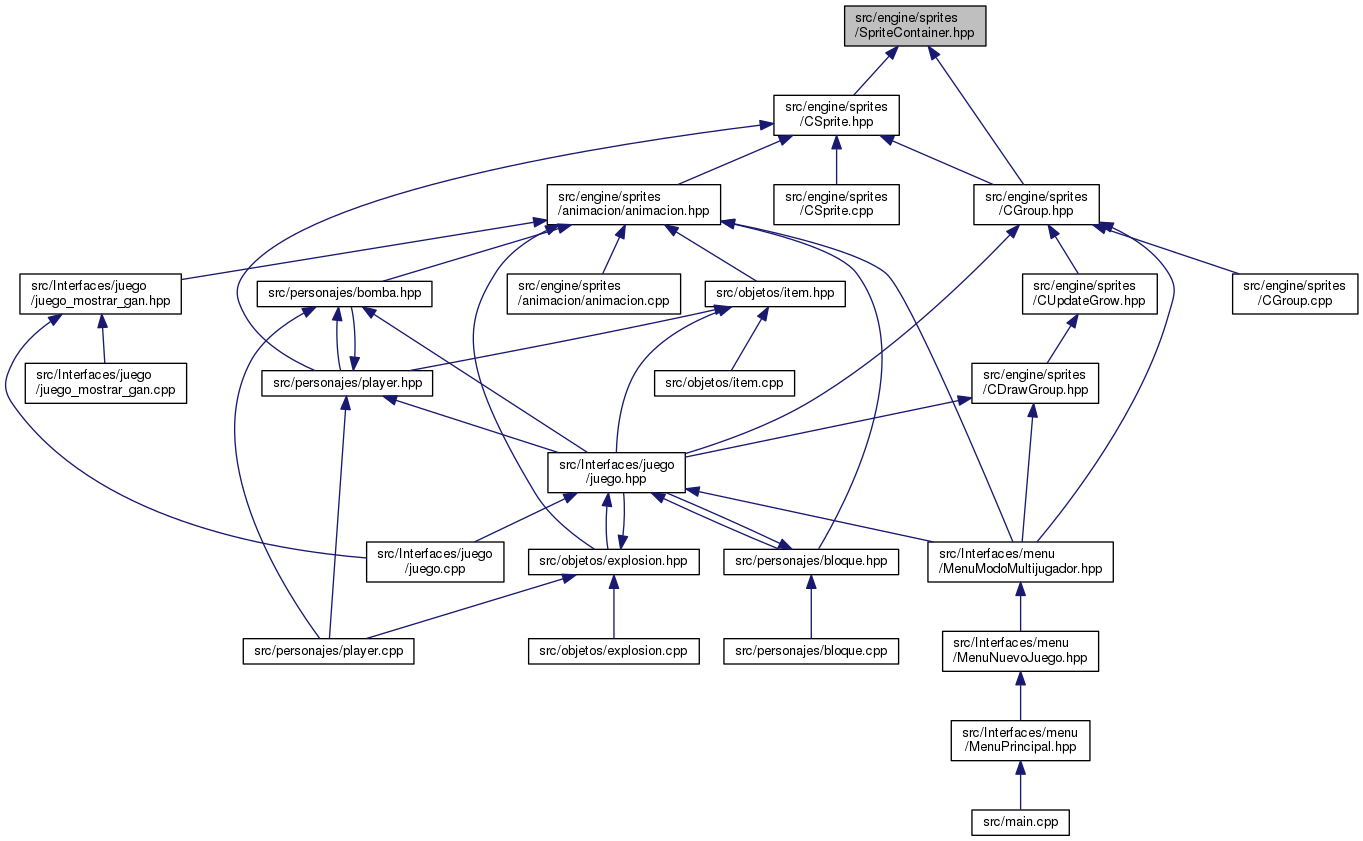 src/engine/sprites
/SpriteContainer.hpp
src/engine/sprites
/CSprite.hpp
src/engine/sprites
/animacion/animacion.hpp
src/engine/sprites
/CSprite.cpp
src/engine/sprites
/CGroup.hpp
src/Interfaces/juego
/juego_mostrar_gan.hpp
src/personajes/bomba.hpp
src/engine/sprites
/animacion/animacion.cpp
src/objetos/item.hpp
src/engine/sprites
/CUpdateGrow.hpp
src/engine/sprites
/CGroup.cpp
src/Interfaces/juego
/juego_mostrar_gan.cpp
src/personajes/player.hpp
src/objetos/item.cpp
src/engine/sprites
/CDrawGroup.hpp
src/Interfaces/juego
/juego.hpp
src/Interfaces/juego
/juego.cpp
src/objetos/explosion.hpp
src/personajes/bloque.hpp
src/Interfaces/menu
/MenuModoMultijugador.hpp
src/personajes/player.cpp
src/objetos/explosion.cpp
src/personajes/bloque.cpp
src/Interfaces/menu
/MenuNuevoJuego.hpp
src/Interfaces/menu
/MenuPrincipal.hpp
src/main.cpp